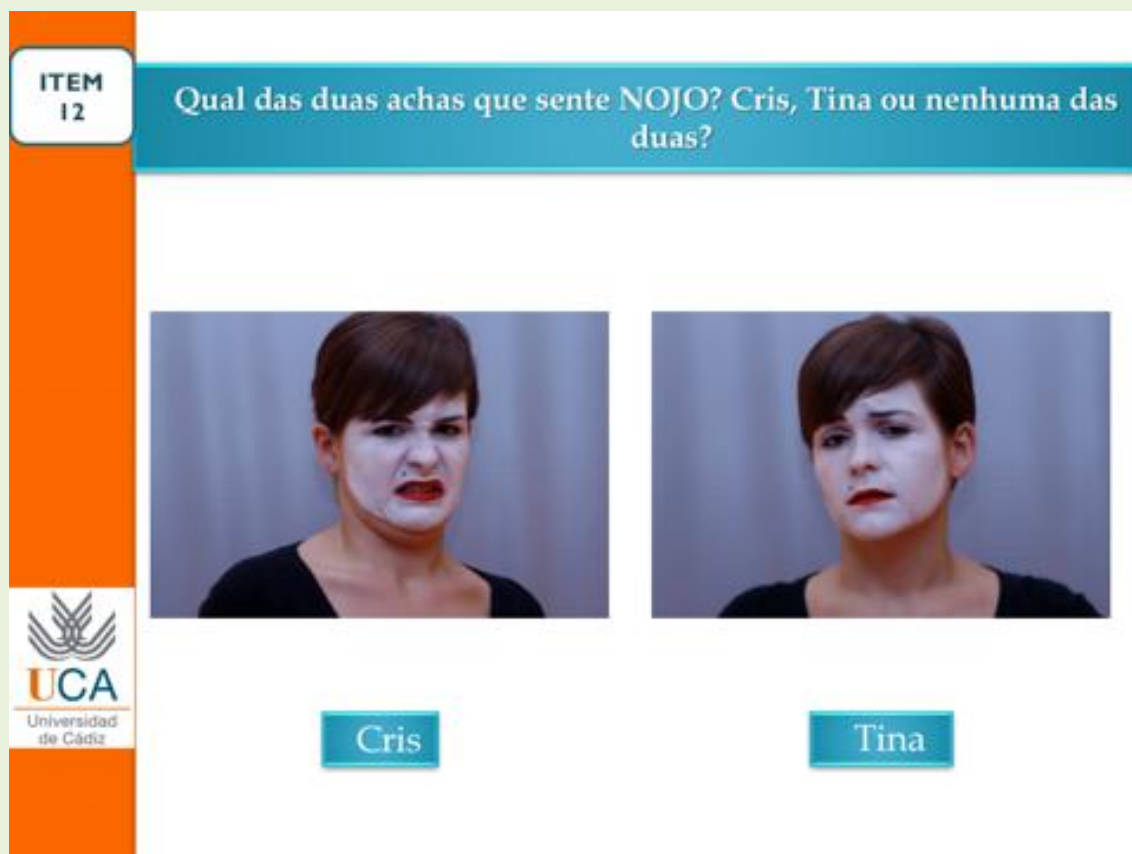 ITEM
12
Qual das duas achas que sente NOJO? Cris, Tina ou nenhuma das
duas?
UCA
Universidad
de Cádiz
Cris
Tina